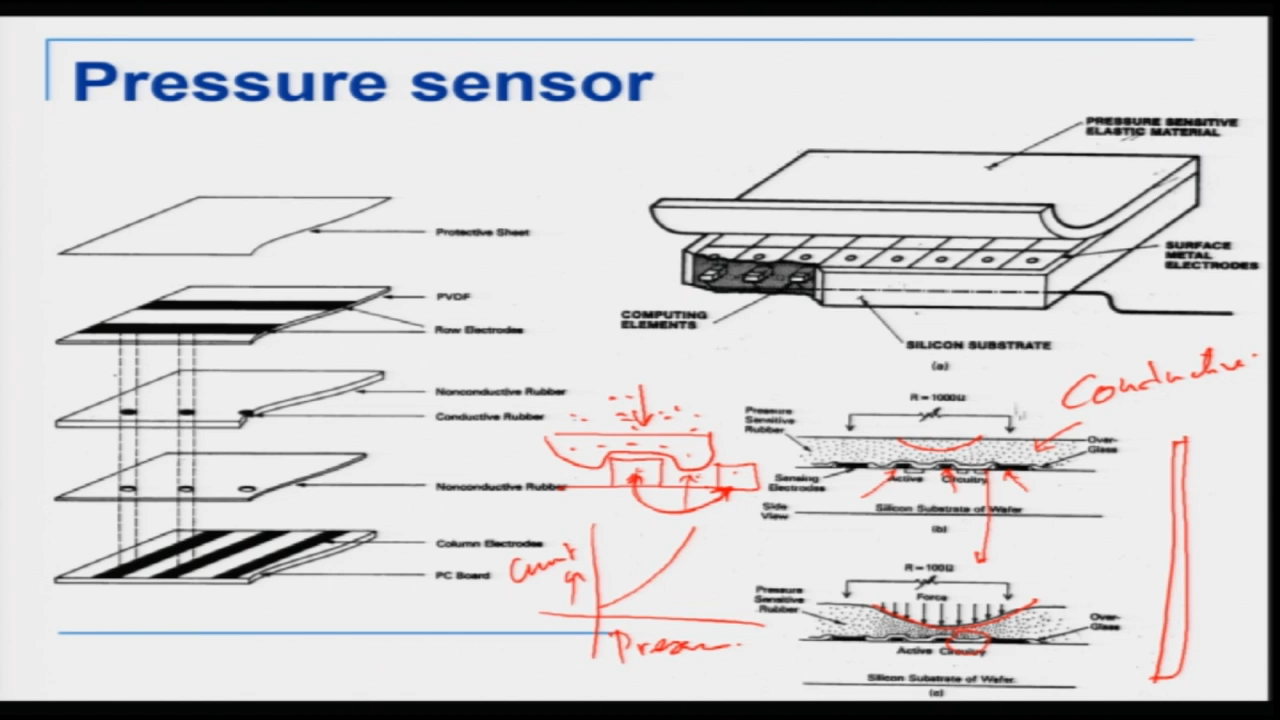 Pressure sensor
Protective Sheet
PVDF
Row Electrodes
Nonconductive Rubber
Conductive Rubber
Nonconductive Rubber
Column Electrodes
PC Board
PRESSURE SENSITIVE
ELASTIC MATERIAL
SURFACE
METAL
ELECTRODES
COMPUTING
ELEMENTS
SILICON SUBSTRATE
(a)
Conductive
R = 1000Ω
Pressure
Sensitive
Rubber
Over-
Glass
Sensing
Electrodes
Active Circuitry
Side
View
Silicon Substrate of Wafer
(b)
R = 100Ω
Force
Pressure
Sensitive
Rubber
Over-
Glass
Active Circuitry
Silicon Substrate of Wafer.
(c)